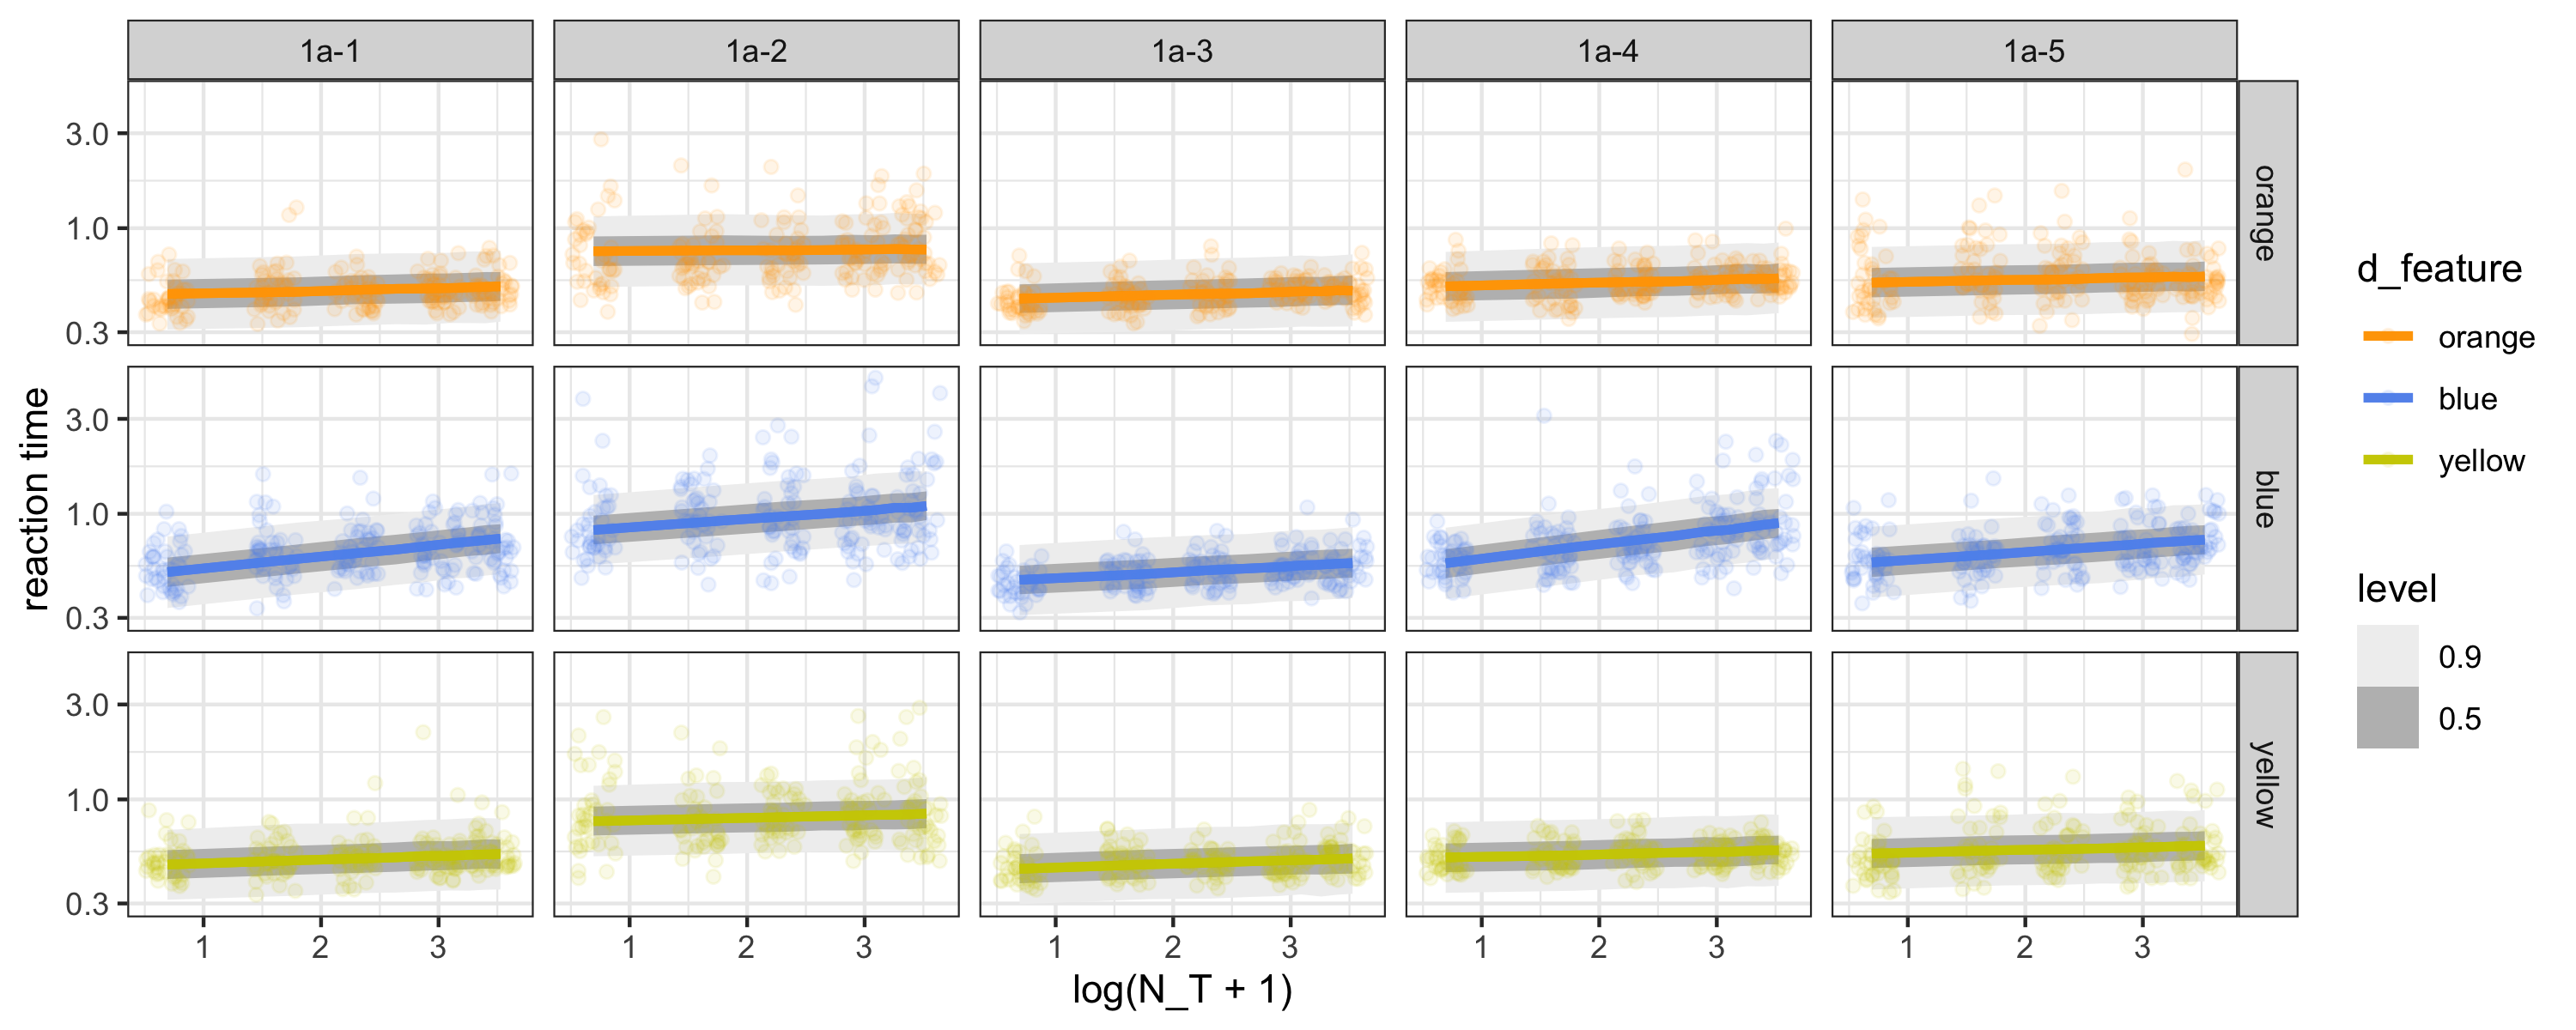 1a-1 1a-2 1a-3 1a-4 1a-5
3.0
1.0
0.3
orange
reaction time
3.0
1.0
0.3
blue
3.0
1.0
0.3
yellow
1 2 3 1 2 3 1 2 3 1 2 3 1 2 3
log(N_T + 1)
d_feature
orange
blue
yellow
level
0.9
0.5